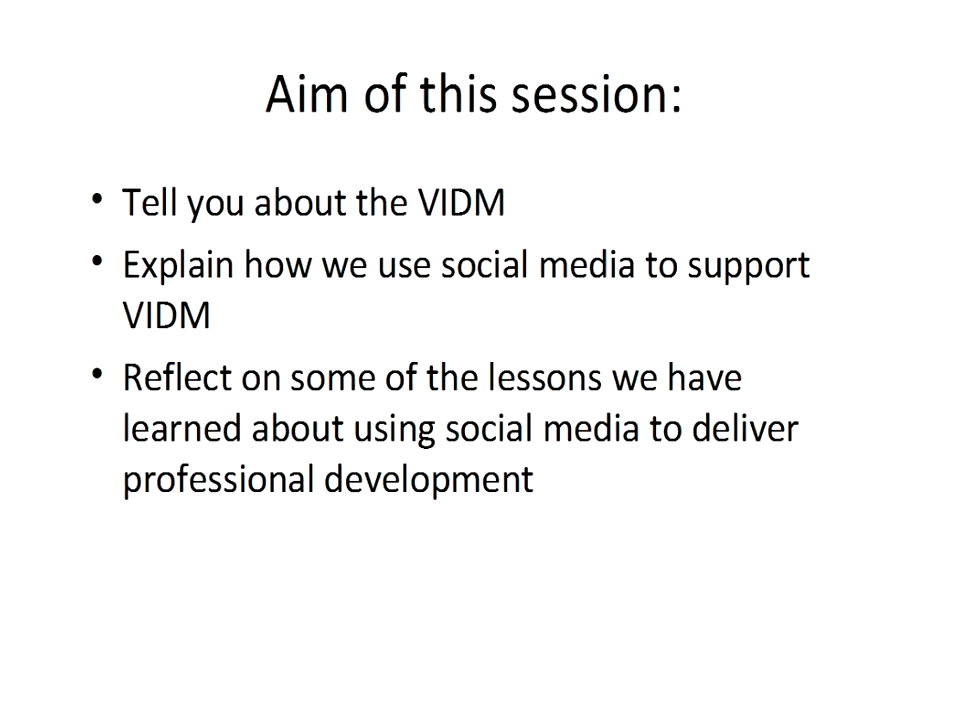 Aim of this session:
• Tell you about the VIDM
• Explain how we use social media to support
VIDM
• Reflect on some of the lessons we have
learned about using social media to deliver
professional development